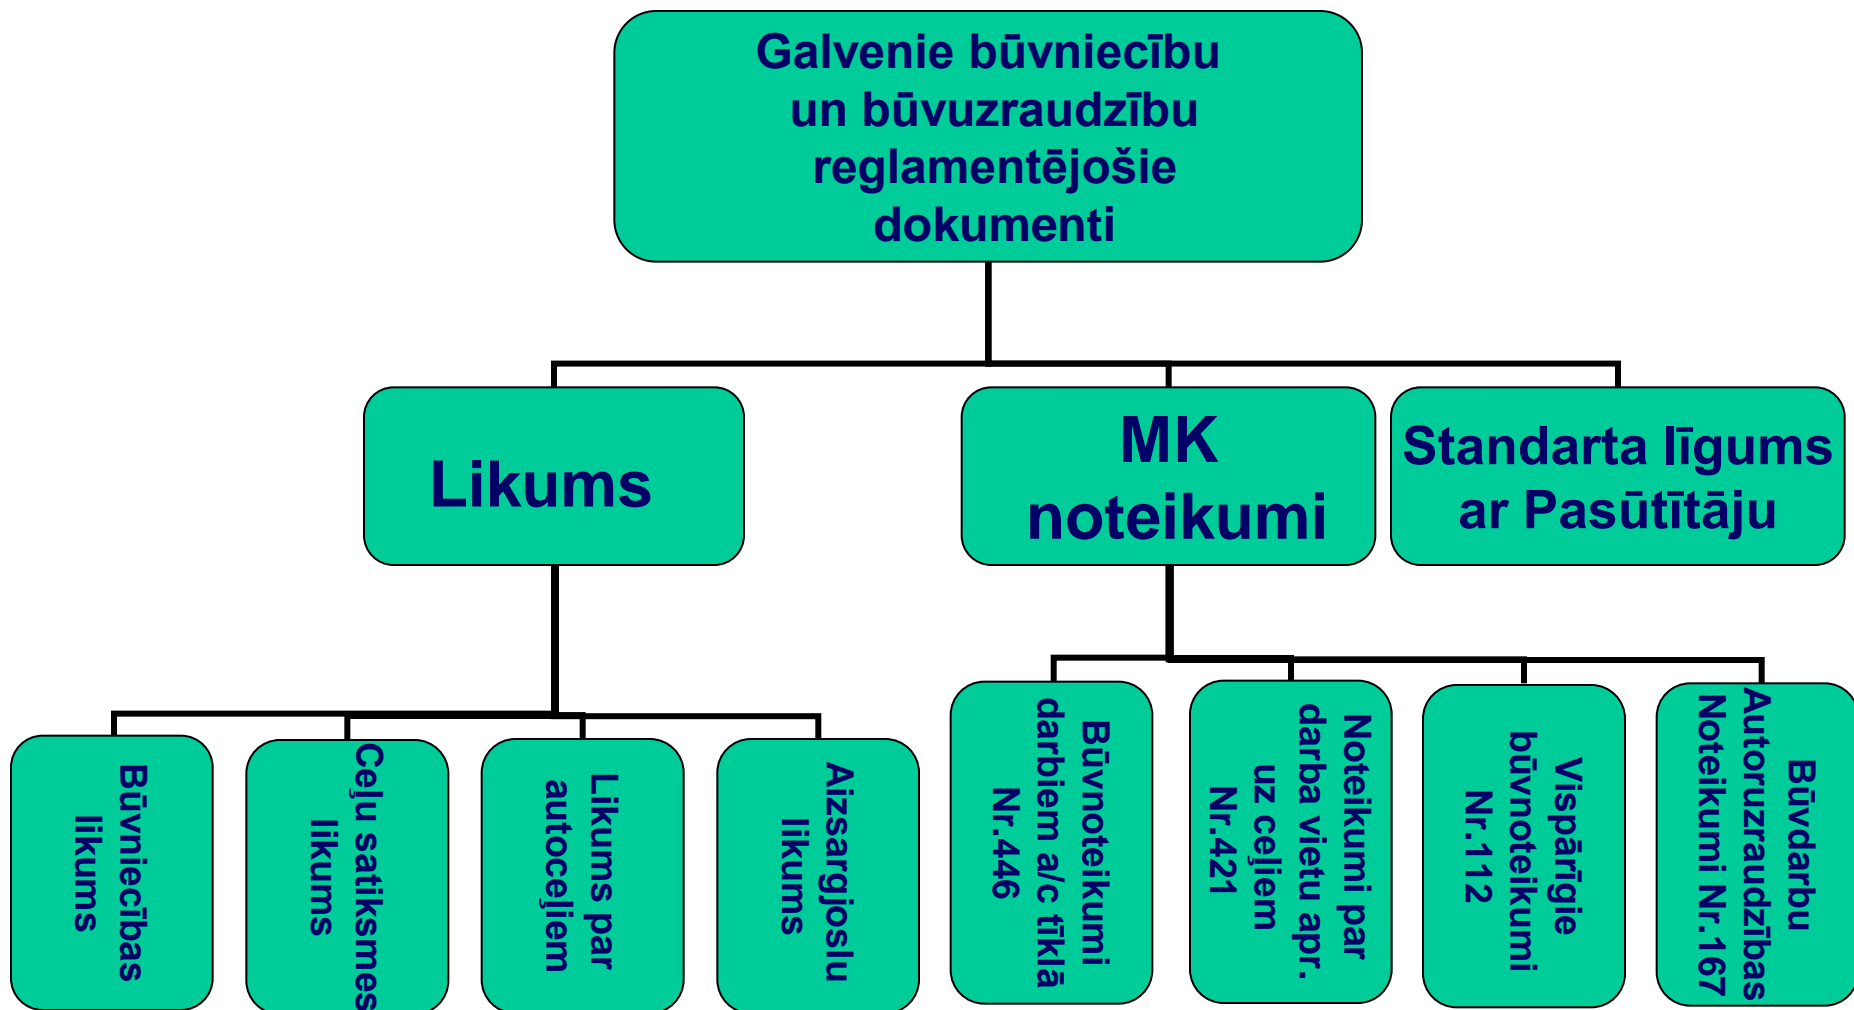 Galvenie būvniecību
un būvuzraudzību
reglamentējošie
dokumenti
Likums
MK
noteikumi
Standarta līgums
ar Pasūtītāju
Būvniecības
likums
Ceļu satiksmes
likums
Likums par
autoceļiem
Aizsargjoslu
likums
Būvnoteikumi
darbiem a/c tīklā
Nr.446
Noteikumi par
darba vietu apr.
uz ceļiem
Nr.421
Vispārīgie
būvnoteikumi
Nr.112
Būvdarbu
Autoruzraudzības
Noteikumi Nr.167